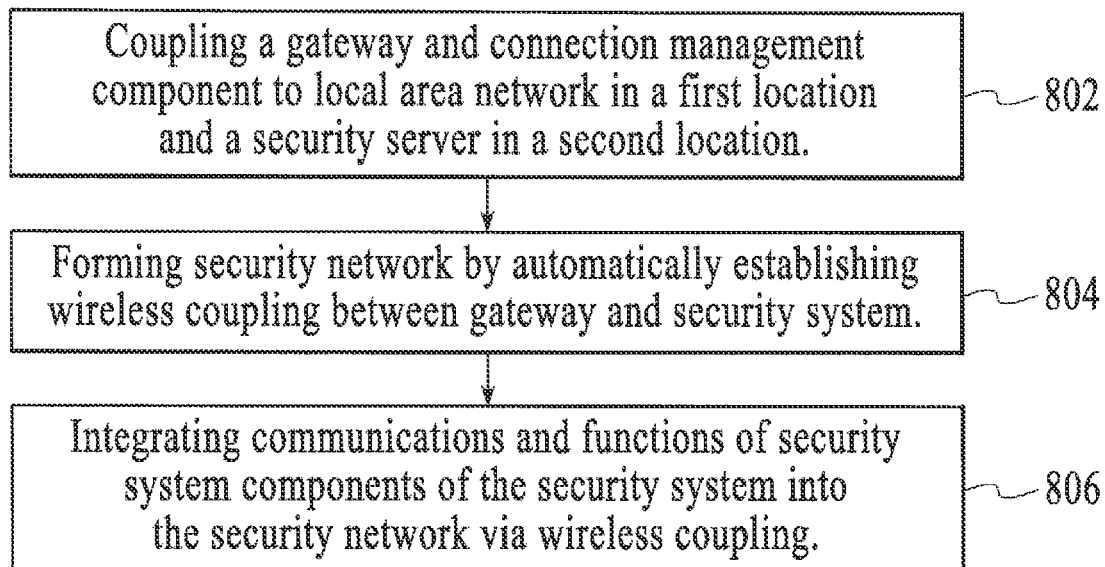 Coupling a gateway and connection management
component to local area network in a first location
and a security server in a second location.
802
Forming security network by automatically establishing
wireless coupling between gateway and security system.
804
Integrating communications and functions of security
system components of the security system into
the security network via wireless coupling.
806